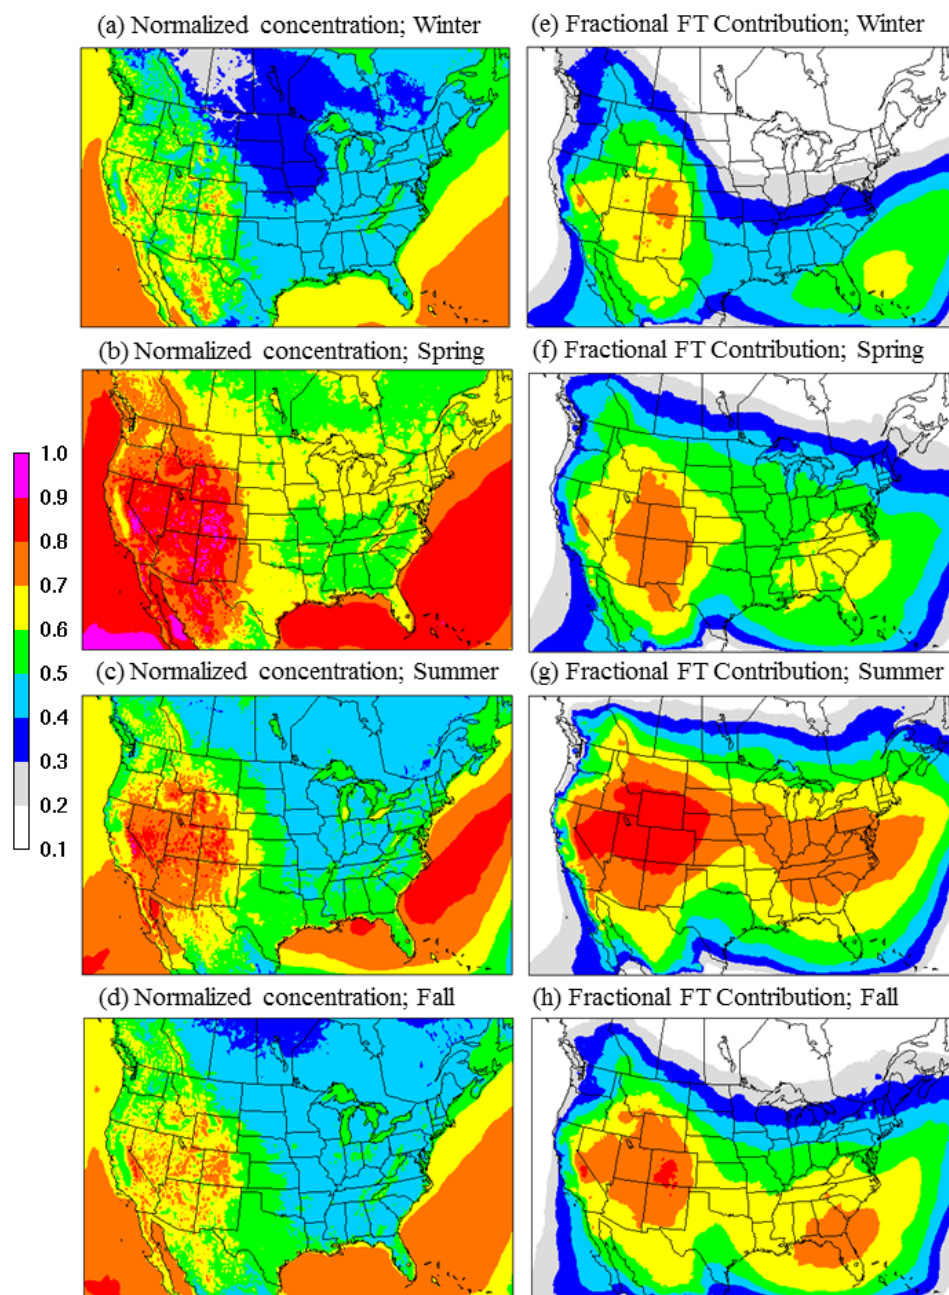 (a) Normalized concentration; Winter
(e) Fractional FT Contribution; Winter
(b) Normalized concentration; Spring
(f) Fractional FT Contribution; Spring
1.0
0.9
0.8
0.7
0.6
0.5
0.4
0.3
0.2
0.1
(c) Normalized concentration; Summer
(g) Fractional FT Contribution; Summer
(d) Normalized concentration; Fall
(h) Fractional FT Contribution; Fall